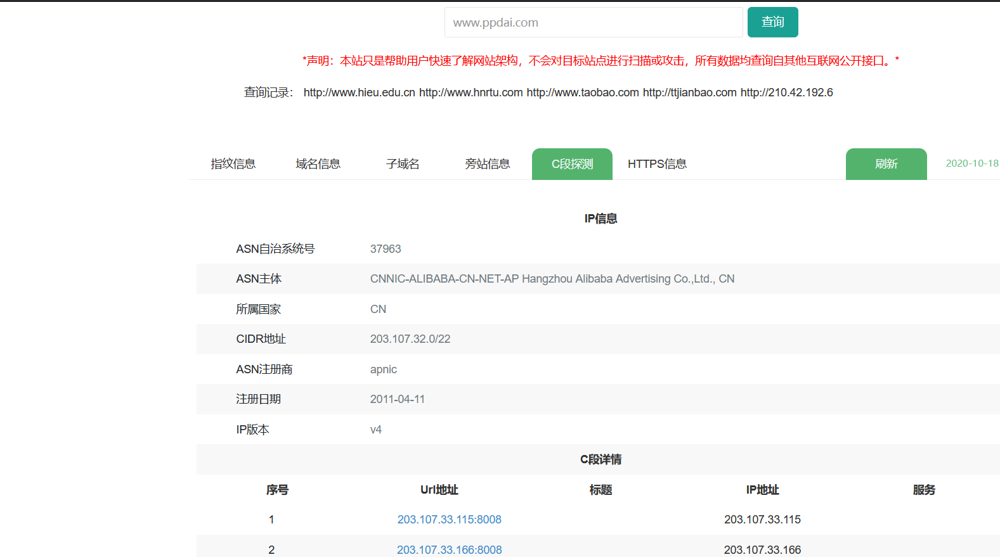 www.ppdai.com 查询
*声明：本站只是帮助用户快速了解网站架构，不会对目标站点进行扫描或攻击，所有数据均查询自其他互联网公开接口。*
查询记录： http://www.hieu.edu.cn http://www.hnrtu.com http://www.taobao.com http://ttjianbao.com http://210.42.192.6
指纹信息 域名信息 子域名 旁站信息 C段探测 HTTPS信息 刷新 2020-10-18
IP信息
ASN自治系统号 37963
ASN主体 CNNIC-ALIBABA-CN-NET-AP Hangzhou Alibaba Advertising Co.,Ltd., CN
所属国家 CN
CIDR地址 203.107.32.0/22
ASN注册商 apnic
注册日期 2011-04-11
IP版本 v4
C段详情
序号 Url地址 标题 IP地址 服务
1 203.107.33.115:8008 203.107.33.115
2 203.107.33.166:8008 203.107.33.166